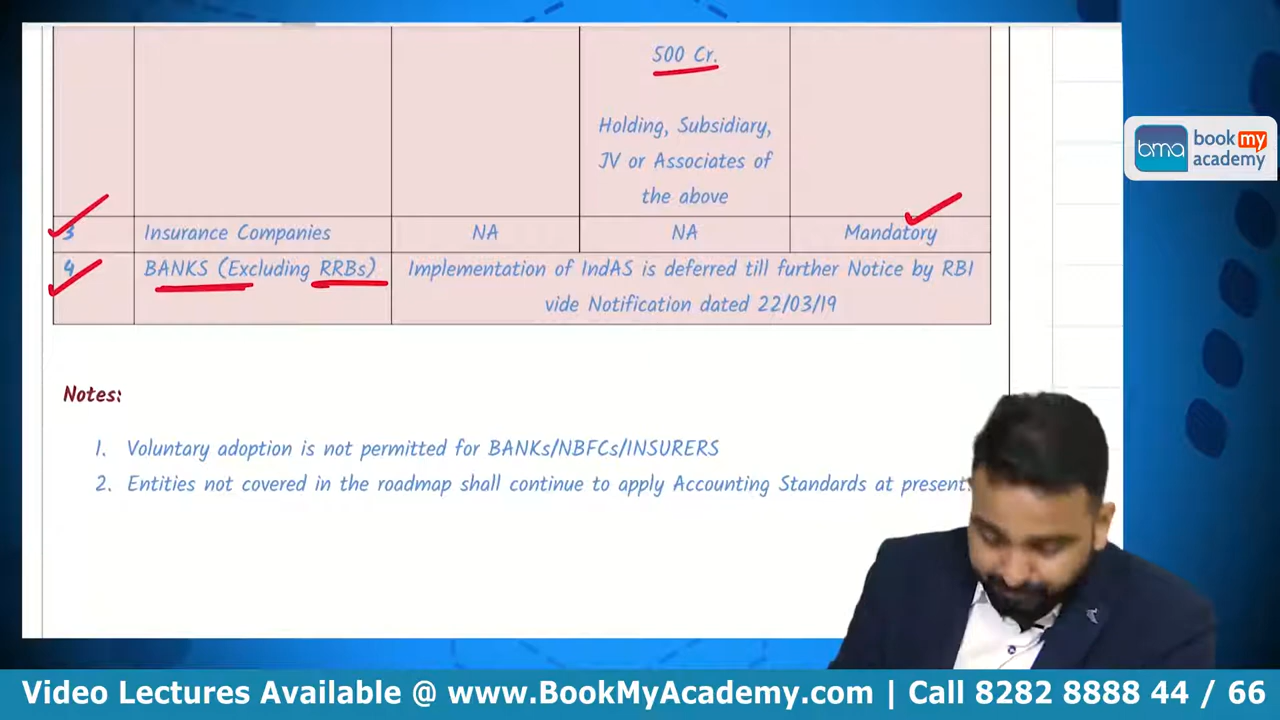 500 Cr.
Holding, Subsidiary,
JV or Associates of
the above
3 Insurance Companies NA NA Mandatory
4 BANKS (Excluding RRBs) Implementation of IndAS is deferred till further Notice by RBI
vide Notification dated 22/03/19
Notes:
1. Voluntary adoption is not permitted for BANKs/NBFCs/INSURERS
2. Entities not covered in the roadmap shall continue to apply Accounting Standards at present.
bma book my
academy
Video Lectures Available @ www.BookMyAcademy.com | Call 8282 8888 44 / 66